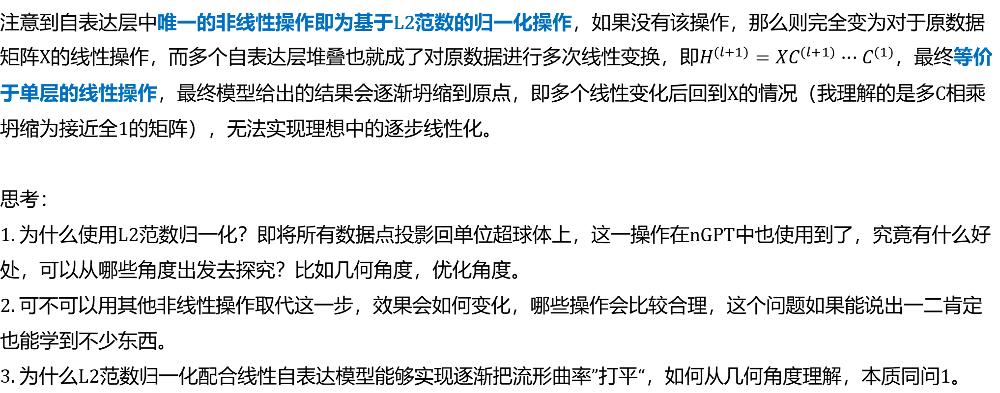 注意到自表达层中唯一的非线性操作即为基于L2范数的归一化操作，如果没有该操作，那么则完全变为对于原数据
矩阵X的线性操作，而多个自表达层堆叠也就成了对原数据进行多次线性变换，即H^{(l+1)} = XC^{(l+1)} ⋯ C^{(1)}，最终等价
于单层的线性操作，最终模型给出的结果会逐渐坍缩到原点，即多个线性变化后回到X的情况（我理解的是多C相乘
坍缩为接近全1的矩阵），无法实现理想中的逐步线性化。
思考：
1. 为什么使用L2范数归一化？即将所有数据点投影回单位超球体上，这一操作在nGPT中也使用到了，究竟有什么好
处，可以从哪些角度出发去探究？比如几何角度，优化角度。
2. 可不可以用其他非线性操作取代这一步，效果会如何变化，哪些操作会比较合理，这个问题如果能说出一二肯定
也能学到不少东西。
3. 为什么L2范数归一化配合线性自表达模型能够实现逐渐把流形曲率”打平“，如何从几何角度理解，本质同问1。